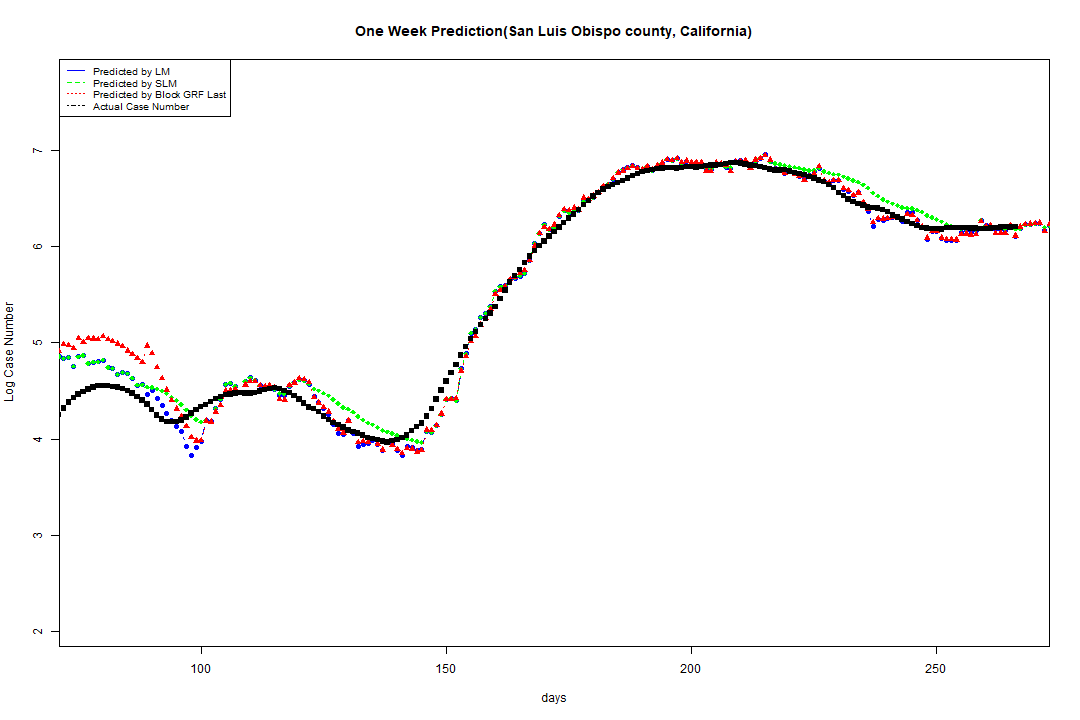 One Week Prediction(San Luis Obispo county, California)
Predicted by LM
Predicted by SLM
Predicted by Block GRF Last
Actual Case Number
7
6
5
4
3
2
Log Case Number
100 150 200 250
days